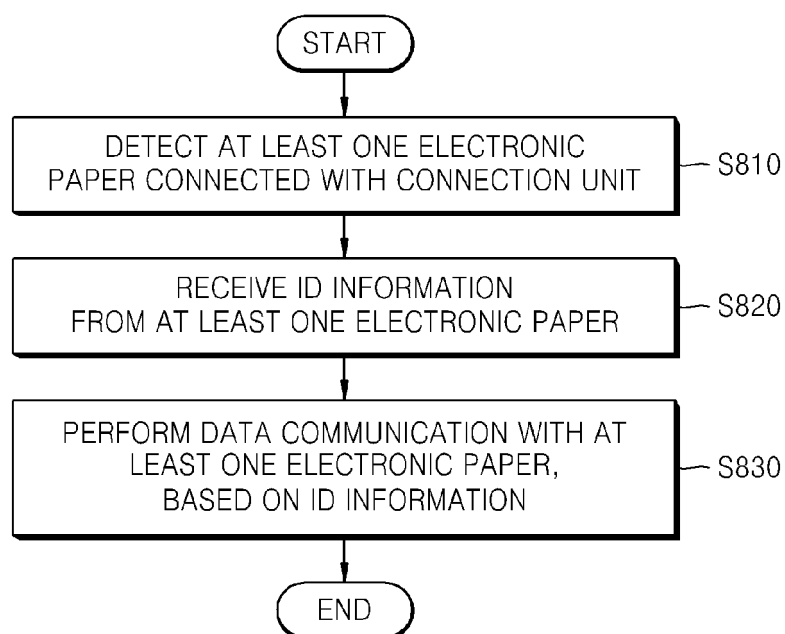 START
DETECT AT LEAST ONE ELECTRONIC
PAPER CONNECTED WITH CONNECTION UNIT
S810
RECEIVE ID INFORMATION
FROM AT LEAST ONE ELECTRONIC PAPER
S820
PERFORM DATA COMMUNICATION WITH AT
LEAST ONE ELECTRONIC PAPER,
BASED ON ID INFORMATION
S830
END